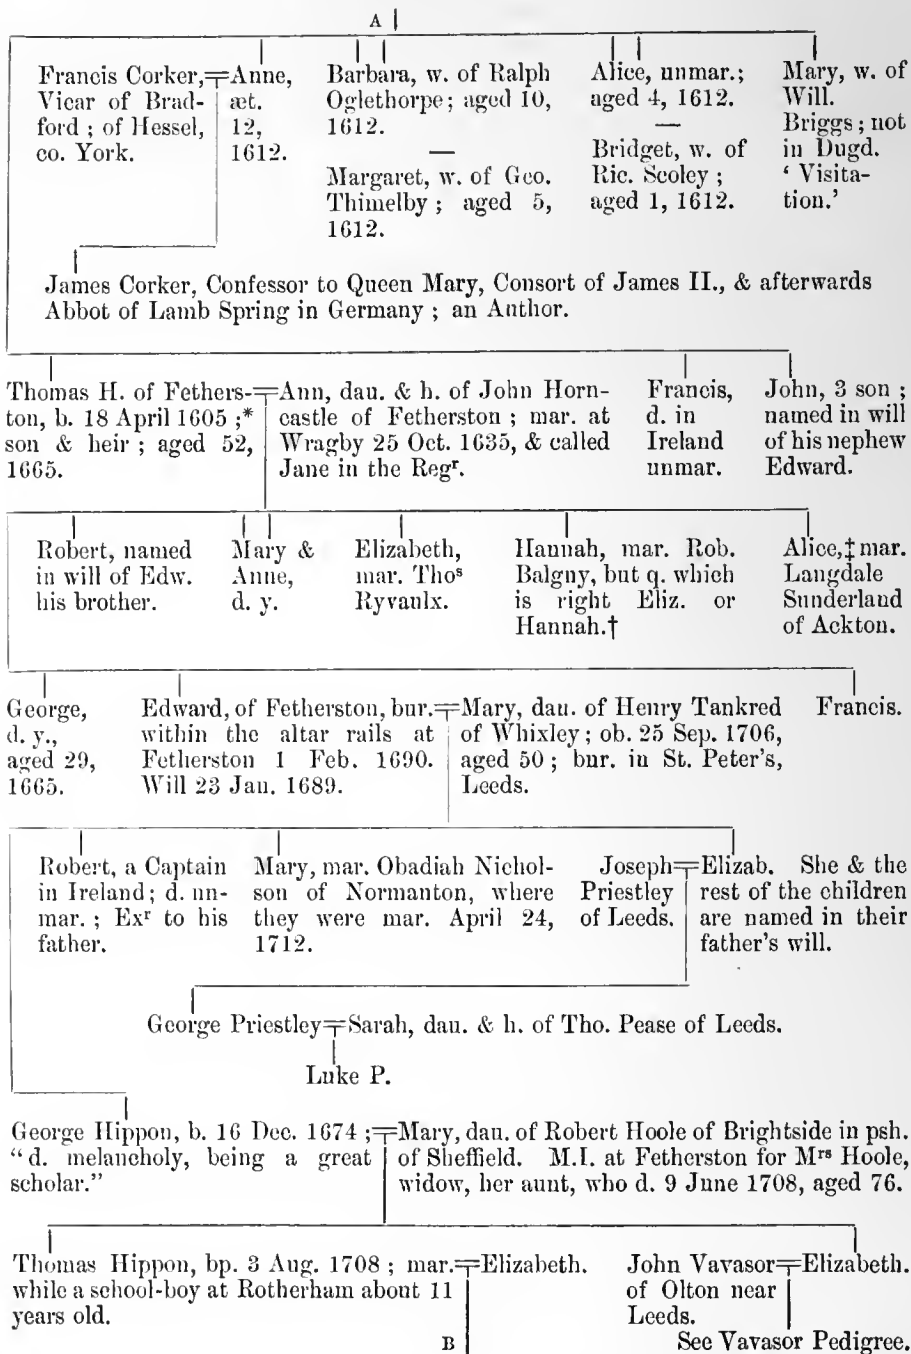 A
Francis Corker,
Vicar of Brad-
ford ; of Hessel,
co. York.
Anne,
æt.
12,
1612.
Barbara, w. of Ralph
Oglethorpe ; aged 10,
1612.
—
Margaret, w. of Geo.
Thimelby ; aged 5,
1612.
Alice, unmar.;
aged 4, 1612.
—
Bridget, w. of
Ric. Scoley ;
aged 1, 1612.
Mary, w. of
Will.
Briggs ; not
in Dugd.
‘ Visita-
tion.’
James Corker, Confessor to Queen Mary, Consort of James II., & afterwards
Abbot of Lamb Spring in Germany ; an Author.
Thomas H. of Fethers-
ton, b. 18 April 1605 ;*
son & heir ; aged 52,
1665.
Ann, dau. & h. of John Horn-
castle of Fetherston ; mar. at
Wragby 25 Oct. 1635, & called
Jane in the Regʳ.
Francis,
d. in
Ireland
unmar.
John, 3 son ;
named in will
of his nephew
Edward.
Robert, named
in will of Edw.
his brother.
Mary &
Anne,
d. y.
Elizabeth,
mar. Thoˢ
Ryvaulx.
Hannah, mar. Rob.
Balguy, but q. which
is right Eliz. or
Hannah.†
Alice,‡ mar.
Langdale
Sunderland
of Ackton.
George,
d. y.,
aged 29,
1665.
Edward, of Fetherston, bur.
within the altar rails at
Fetherston 1 Feb. 1690.
Will 23 Jan. 1689.
Mary, dau. of Henry Tankred
of Whixley ; ob. 25 Sep. 1706,
aged 50 ; bur. in St. Peter's,
Leeds.
Francis.
Robert, a Captain
in Ireland ; d. un-
mar. ; Exʳ to his
father.
Mary, mar. Obadiah Nichol-
son of Normanton, where
they were mar. April 24,
1712.
Joseph
Priestley
of Leeds.
Elizab. She & the
rest of the children
are named in their
father's will.
George Priestley Sarah, dau. & h. of Tho. Pease of Leeds.
Luke P.
George Hippon, b. 16 Dec. 1674 ;
“ d. melancholy, being a great
scholar.”
Mary, dau. of Robert Hoole of Brightside in psh.
of Sheffield. M.I. at Fetherston for Mʳˢ Hoole,
widow, her aunt, who d. 9 June 1708, aged 76.
Thomas Hippon, bp. 3 Aug. 1708 ; mar.
while a school-boy at Rotherham about 11
years old.
Elizabeth.
John Vavasor
of Olton near
Leeds.
Elizabeth.
B
See Vavasor Pedigree.